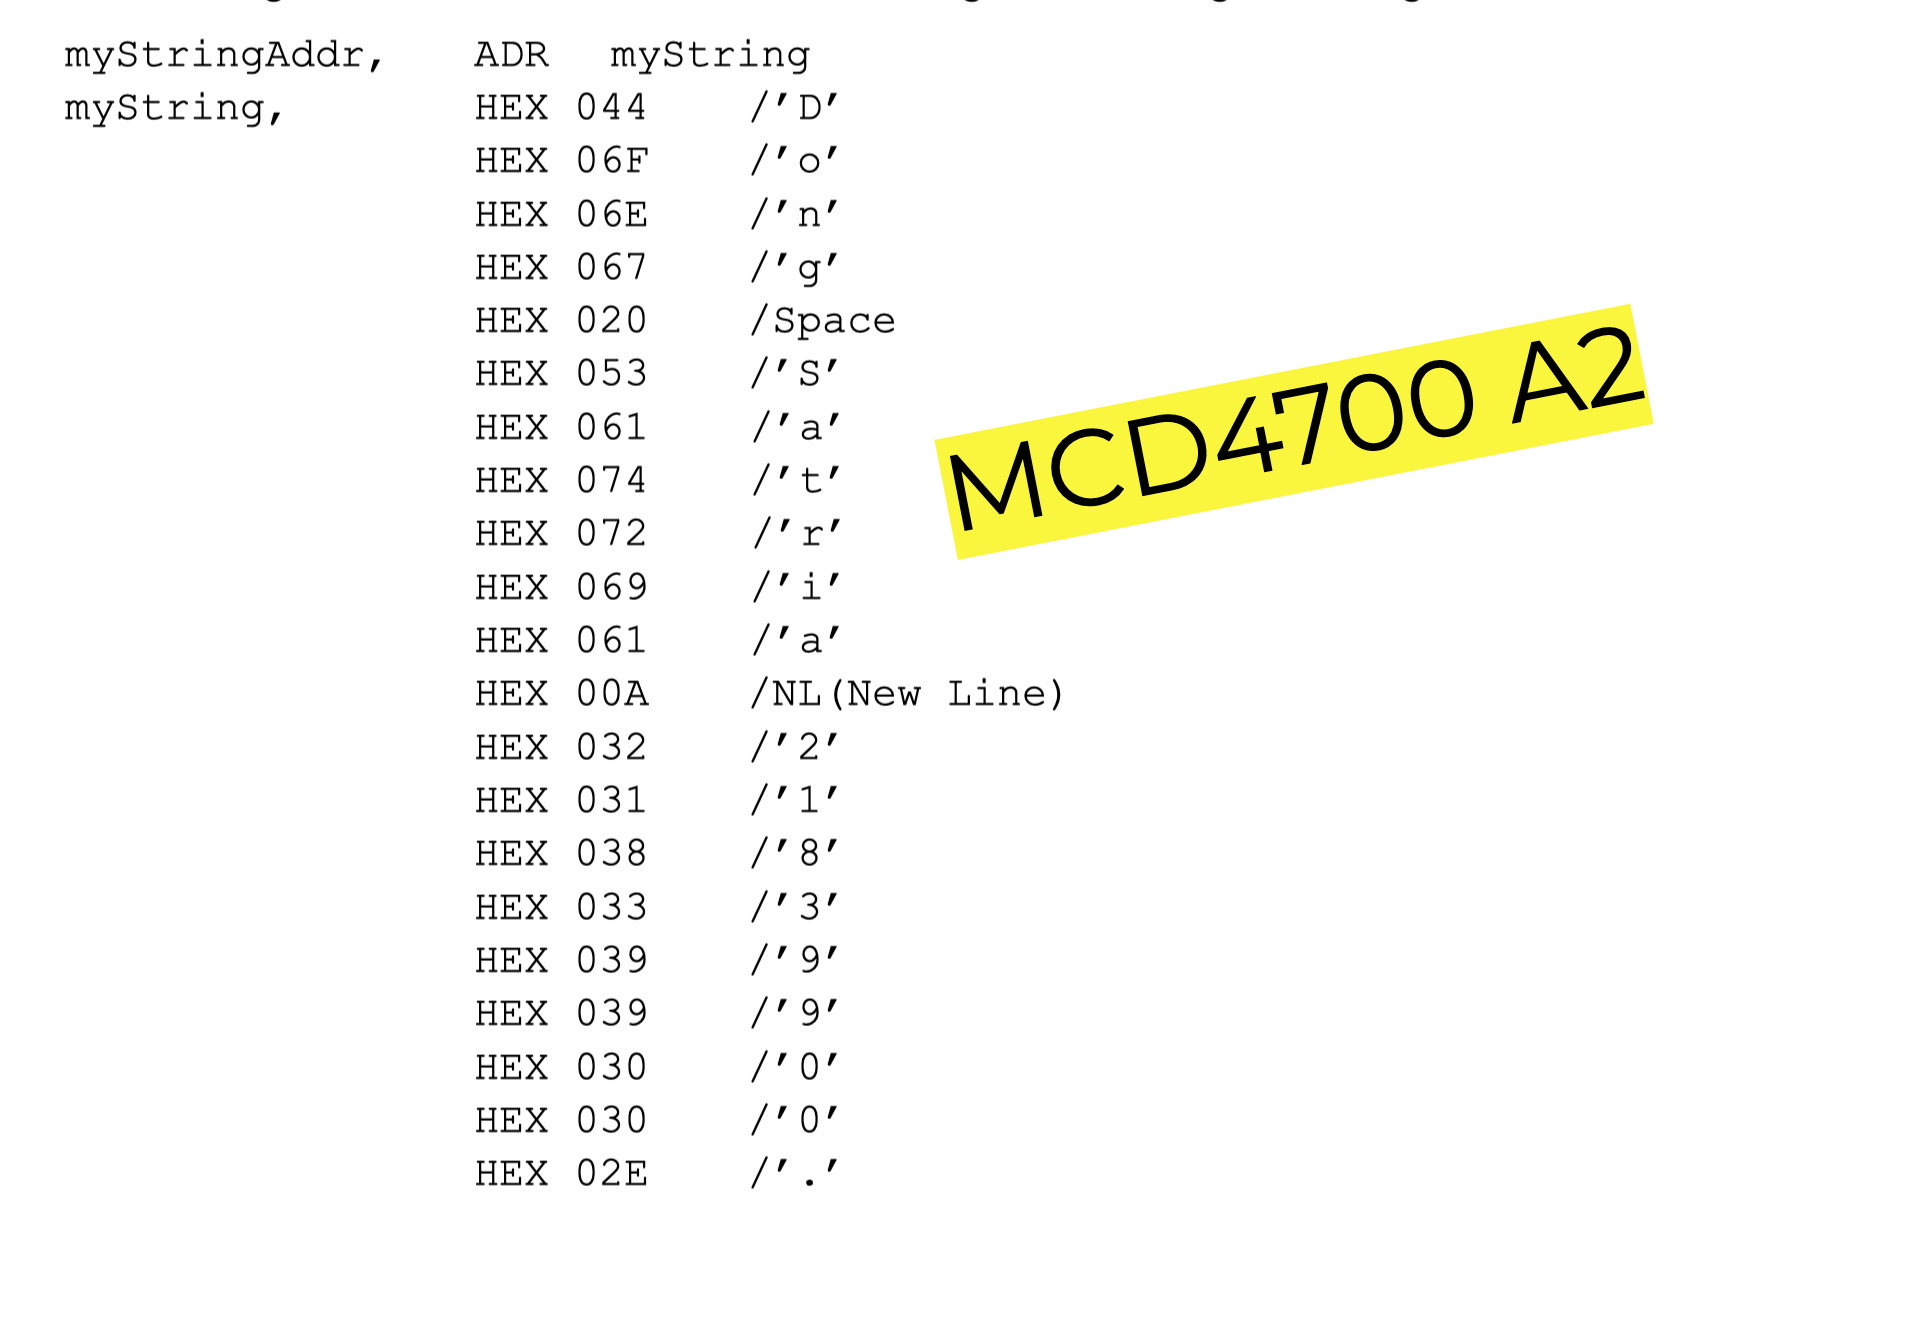 myStringAddr, ADR myString
myString, HEX 044 /'D'
HEX 06F /'o'
HEX 06E /'n'
HEX 067 /'g'
HEX 020 /Space
HEX 053 /'S'
HEX 061 /'a'
HEX 074 /'t'
HEX 072 /'r'
HEX 069 /'i'
HEX 061 /'a'
HEX 00A /NL(New Line)
HEX 032 /'2'
HEX 031 /'1'
HEX 038 /'8'
HEX 033 /'3'
HEX 039 /'9'
HEX 039 /'9'
HEX 030 /'0'
HEX 030 /'0'
HEX 02E /'.'
MCD4700 A2